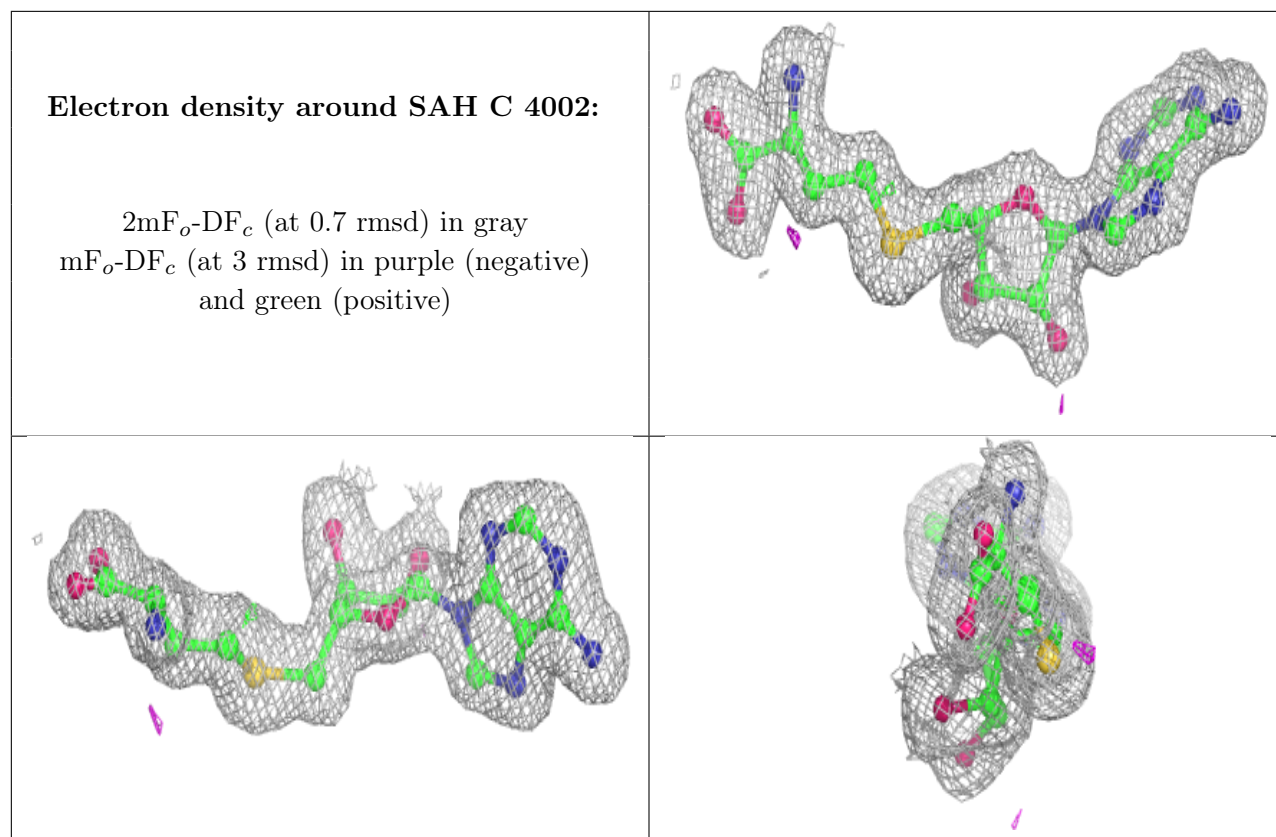 Electron density around SAH C 4002:
2mFo-DFc (at 0.7 rmsd) in gray
mFo-DFc (at 3 rmsd) in purple (negative)
and green (positive)